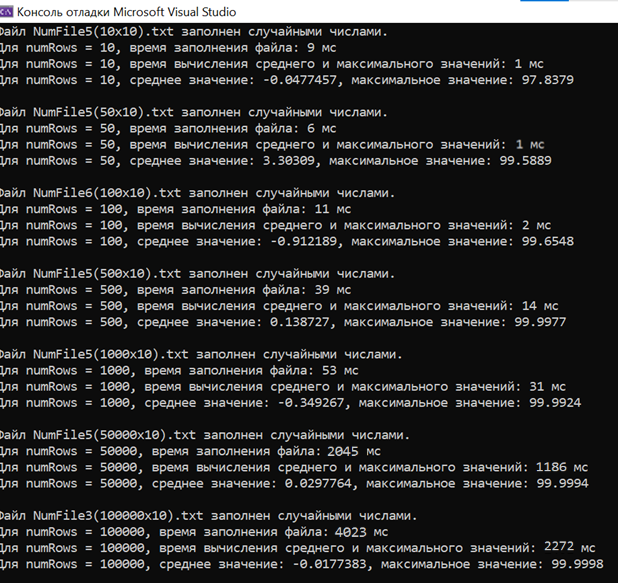 Консоль отладки Microsoft Visual Studio
Файл NumFile5(10x10).txt заполнен случайными числами.
Для numRows = 10, время заполнения файла: 9 мс
Для numRows = 10, время вычисления среднего и максимального значений: 1 мс
Для numRows = 10, среднее значение: -0.0477457, максимальное значение: 97.8379
Файл NumFile5(50x10).txt заполнен случайными числами.
Для numRows = 50, время заполнения файла: 6 мс
Для numRows = 50, время вычисления среднего и максимального значений: 1 мс
Для numRows = 50, среднее значение: 3.30309, максимальное значение: 99.5889
Файл NumFile6(100x10).txt заполнен случайными числами.
Для numRows = 100, время заполнения файла: 11 мс
Для numRows = 100, время вычисления среднего и максимального значений: 2 мс
Для numRows = 100, среднее значение: -0.912189, максимальное значение: 99.6548
Файл NumFile5(500x10).txt заполнен случайными числами.
Для numRows = 500, время заполнения файла: 39 мс
Для numRows = 500, время вычисления среднего и максимального значений: 14 мс
Для numRows = 500, среднее значение: 0.138727, максимальное значение: 99.9977
Файл NumFile5(1000x10).txt заполнен случайными числами.
Для numRows = 1000, время заполнения файла: 53 мс
Для numRows = 1000, время вычисления среднего и максимального значений: 31 мс
Для numRows = 1000, среднее значение: -0.349267, максимальное значение: 99.9924
Файл NumFile5(50000x10).txt заполнен случайными числами.
Для numRows = 50000, время заполнения файла: 2045 мс
Для numRows = 50000, время вычисления среднего и максимального значений: 1186 мс
Для numRows = 50000, среднее значение: 0.0297764, максимальное значение: 99.9994
Файл NumFile3(100000x10).txt заполнен случайными числами.
Для numRows = 100000, время заполнения файла: 4023 мс
Для numRows = 100000, время вычисления среднего и максимального значений: 2272 мс
Для numRows = 100000, среднее значение: -0.0177383, максимальное значение: 99.9998